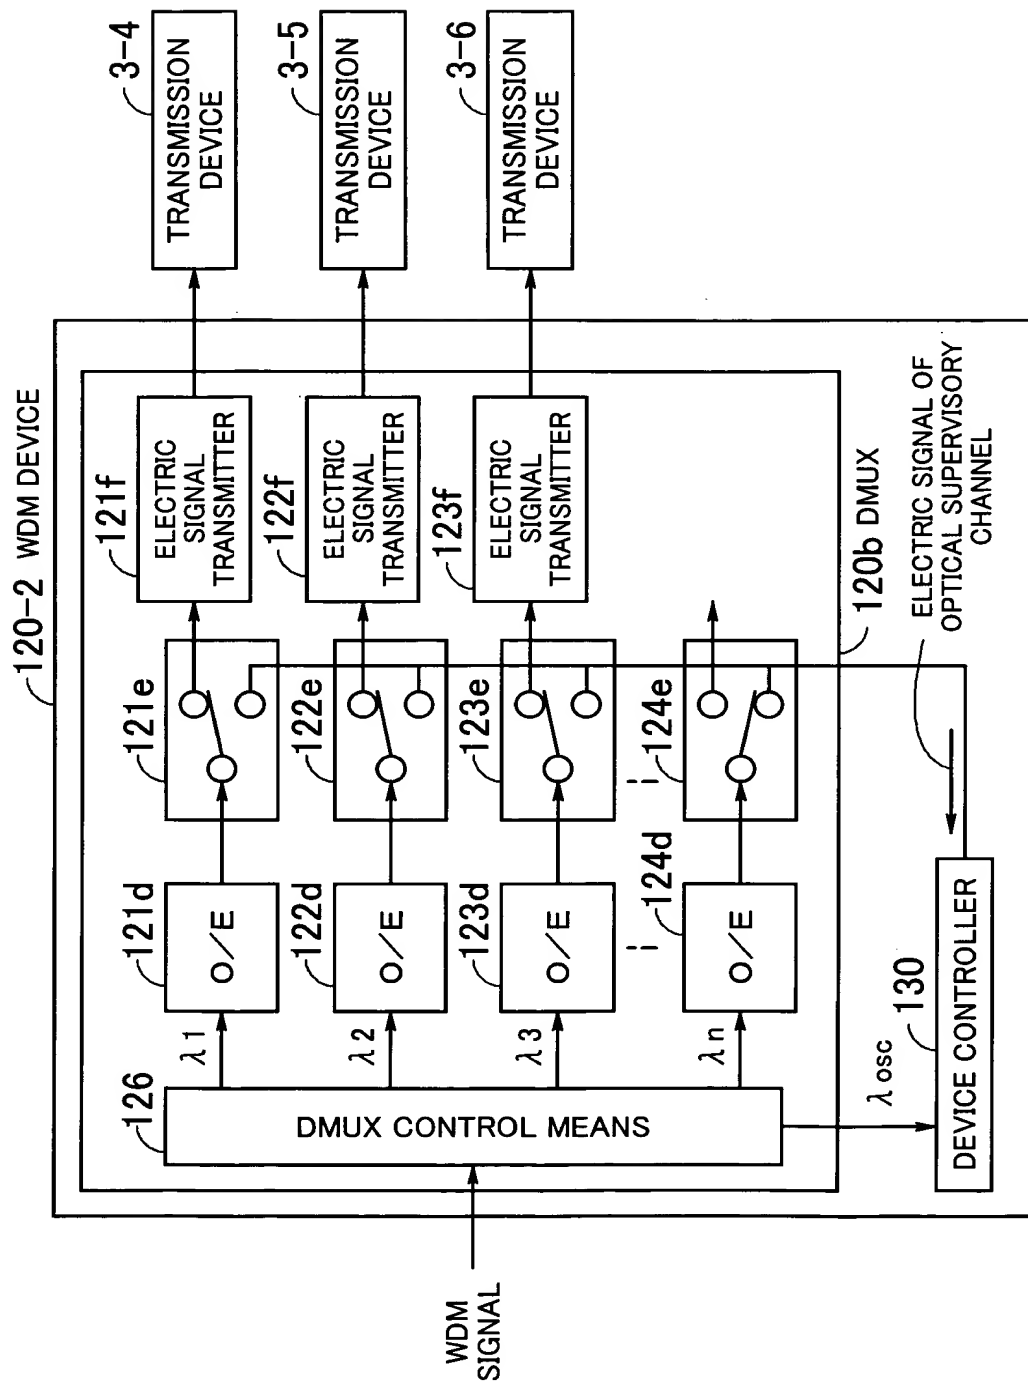 120-2 WDM DEVICE
WDM
SIGNAL
126
DMUX CONTROL MEANS
λ1
λ2
λ3
λn
λosc
121d
O/E
122d
O/E
123d
O/E
124d
O/E
121e
122e
123e
124e
121f
ELECTRIC
SIGNAL
TRANSMITTER
122f
ELECTRIC
SIGNAL
TRANSMITTER
123f
ELECTRIC
SIGNAL
TRANSMITTER
3-4
TRANSMISSION
DEVICE
3-5
TRANSMISSION
DEVICE
3-6
TRANSMISSION
DEVICE
120b DMUX
130
DEVICE CONTROLLER
ELECTRIC SIGNAL OF
OPTICAL SUPERVISORY
CHANNEL